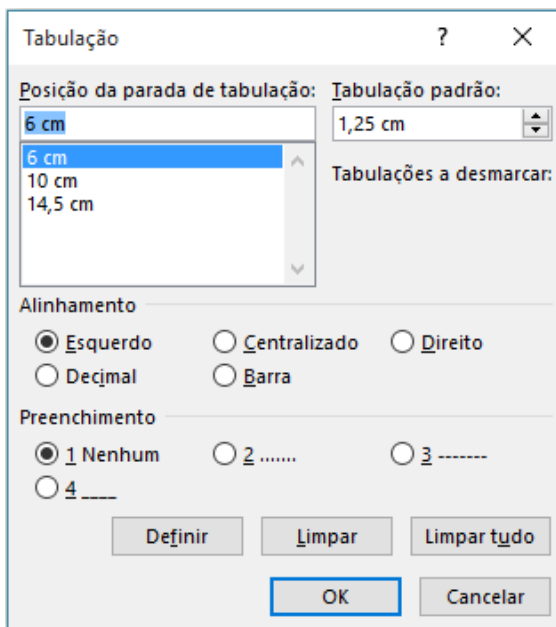 Tabulação ?
Posição da parada de tabulação: Tabulação padrão:
6 cm 1,25 cm
6 cm
10 cm
14,5 cm
Tabulações a desmarcar:
Alinhamento
Esquerdo Centralizado Direito
Decimal Barra
Preenchimento
1 Nenhum 2 ....... 3 -------
4 ____
Definir Limpar Limpar tudo
OK Cancelar